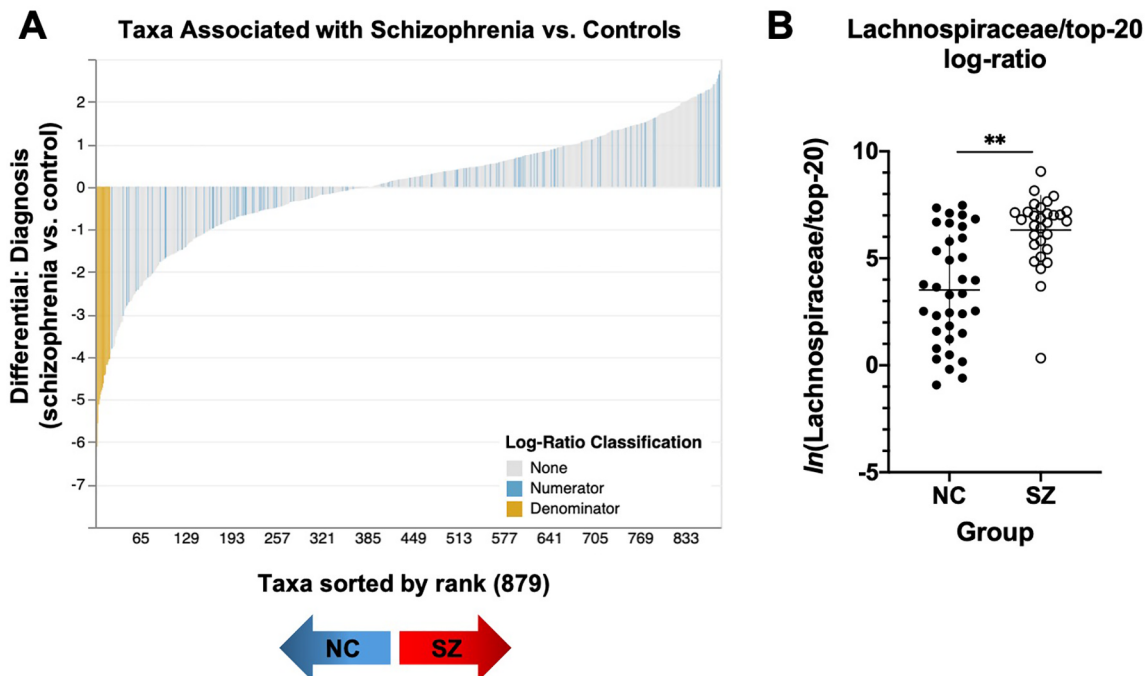 A
Taxa Associated with Schizophrenia vs. Controls
Differential: Diagnosis
(schizophrenia vs. control)
2
1
0
-1
-2
-3
-4
-5
-6
-7
Log-Ratio Classification
None
Numerator
Denominator
65 129 193 257 321 385 449 513 577 641 705 769 833
Taxa sorted by rank (879)
NC SZ
B
Lachnospiraceae/top-20
log-ratio
ln(Lachnospiraceae/top-20)
10
5
0
-5
**
NC SZ
Group